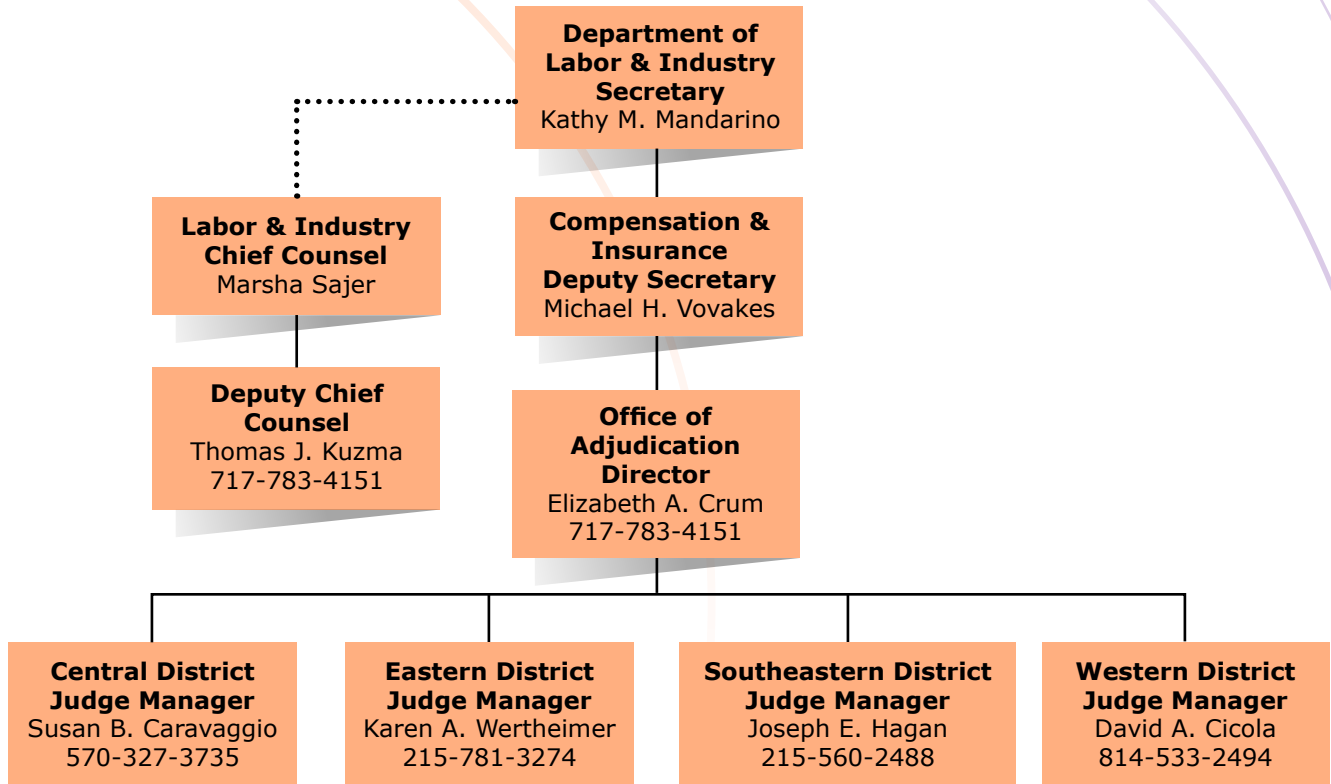 Department of
Labor & Industry
Secretary
Kathy M. Mandarino
Labor & Industry
Chief Counsel
Marsha Sajer
Compensation &
Insurance
Deputy Secretary
Michael H. Vovakes
Deputy Chief
Counsel
Thomas J. Kuzma
717-783-4151
Office of
Adjudication
Director
Elizabeth A. Crum
717-783-4151
Central District
Judge Manager
Susan B. Caravaggio
570-327-3735
Eastern District
Judge Manager
Karen A. Wertheimer
215-781-3274
Southeastern District
Judge Manager
Joseph E. Hagan
215-560-2488
Western District
Judge Manager
David A. Cicola
814-533-2494